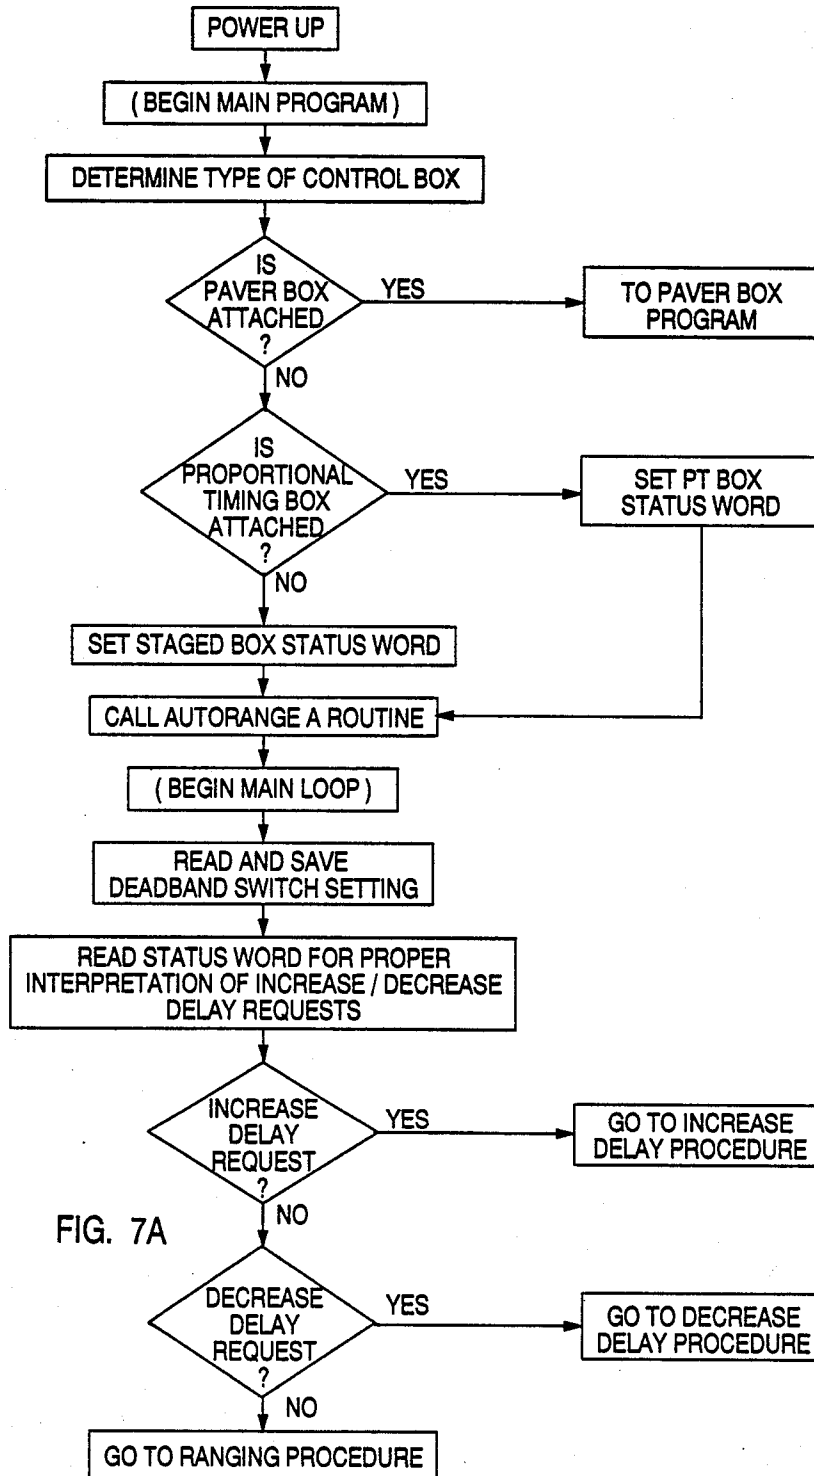 POWER UP
( BEGIN MAIN PROGRAM )
DETERMINE TYPE OF CONTROL BOX
IS
PAVER BOX
ATTACHED
?
YES
TO PAVER BOX
PROGRAM
NO
IS
PROPORTIONAL
TIMING BOX
ATTACHED
?
YES
SET PT BOX
STATUS WORD
NO
SET STAGED BOX STATUS WORD
CALL AUTORANGE A ROUTINE
( BEGIN MAIN LOOP )
READ AND SAVE
DEADBAND SWITCH SETTING
READ STATUS WORD FOR PROPER
INTERPRETATION OF INCREASE / DECREASE
DELAY REQUESTS
INCREASE
DELAY
REQUEST
?
YES
GO TO INCREASE
DELAY PROCEDURE
NO
FIG. 7A
DECREASE
DELAY
REQUEST
?
YES
GO TO DECREASE
DELAY PROCEDURE
NO
GO TO RANGING PROCEDURE